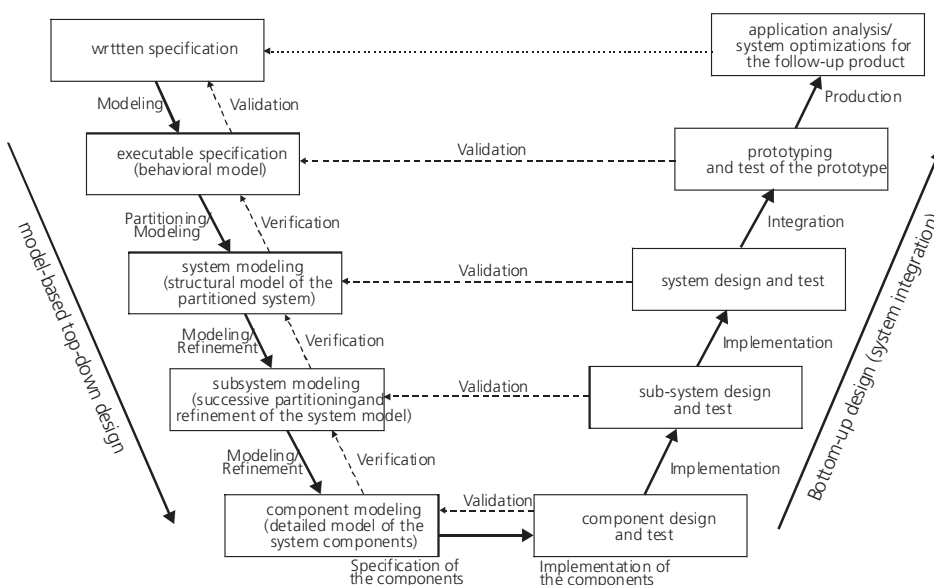 wrttten specification
application analysis/
system optimizations for
the follow-up product
Modeling
Validation
Production
executable specification
(behavioral model)
Validation
prototyping
and test of the prototype
Partitioning/
Modeling
Verification
Integration
system modeling
(structural model of the
partitioned system)
Validation
system design and test
Modeling/
Refinement
Verification
Implementation
subsystem modeling
(successive partitioningand
refinement of the system model)
Validation
sub-system design
and test
Modeling/
Refinement
Verification
Implementation
component modeling
(detailed model of the
system components)
Validation
component design
and test
Specification of
the components
Implementation of
the components
model-based top-down design
Bottom-up design (system integration)